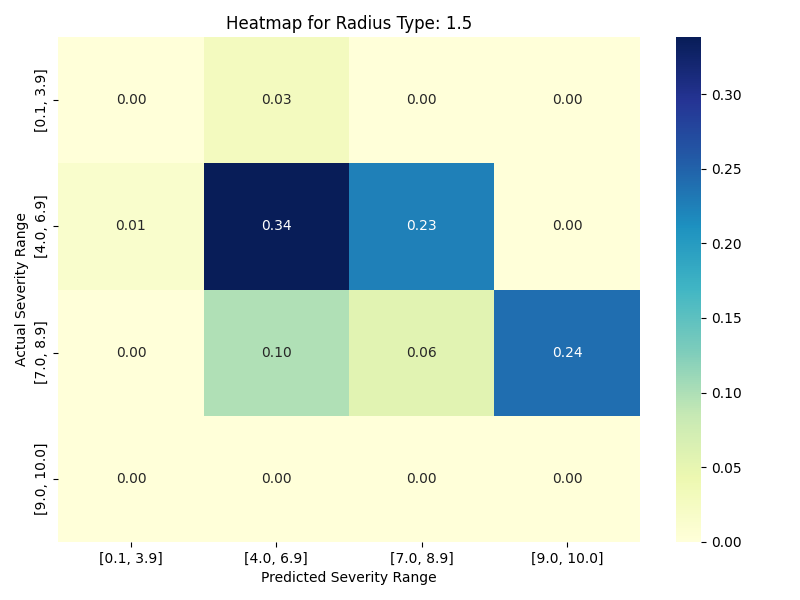 Heatmap for Radius Type: 1.5
Actual Severity Range
[0.1, 3.9]
0.00 0.03 0.00 0.00
[4.0, 6.9]
0.01 0.34 0.23 0.00
[7.0, 8.9]
0.00 0.10 0.06 0.24
[9.0, 10.0]
0.00 0.00 0.00 0.00
[0.1, 3.9] [4.0, 6.9] [7.0, 8.9] [9.0, 10.0]
Predicted Severity Range
0.30
0.25
0.20
0.15
0.10
0.05
0.00